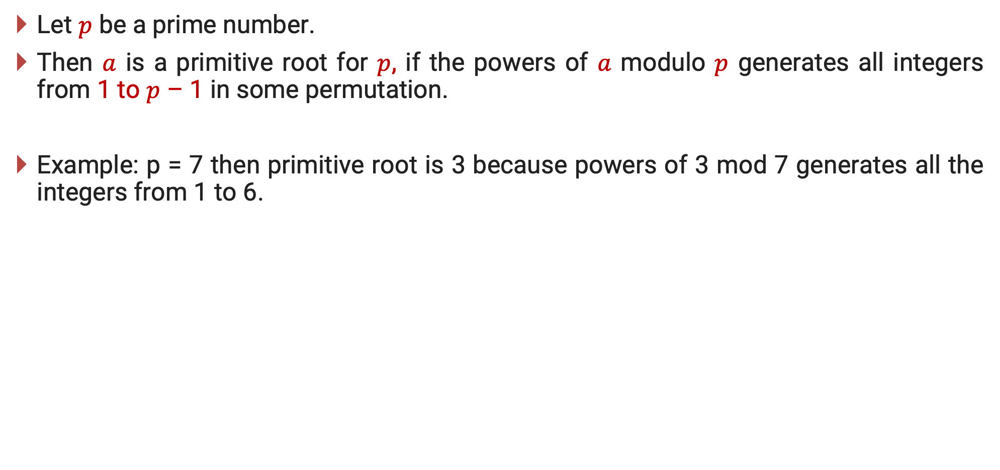 Let p be a prime number.
Then a is a primitive root for p, if the powers of a modulo p generates all integers
from 1 to p – 1 in some permutation.
Example: p = 7 then primitive root is 3 because powers of 3 mod 7 generates all the
integers from 1 to 6.